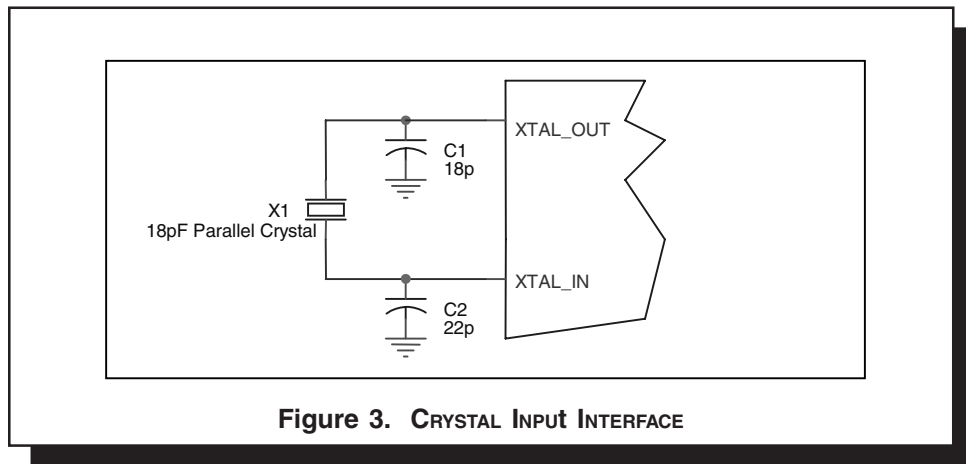 XTAL_OUT
C1
18p
X1
18pF Parallel Crystal
XTAL_IN
C2
22p
Figure 3. CRYSTAL INPUt INTERFACE